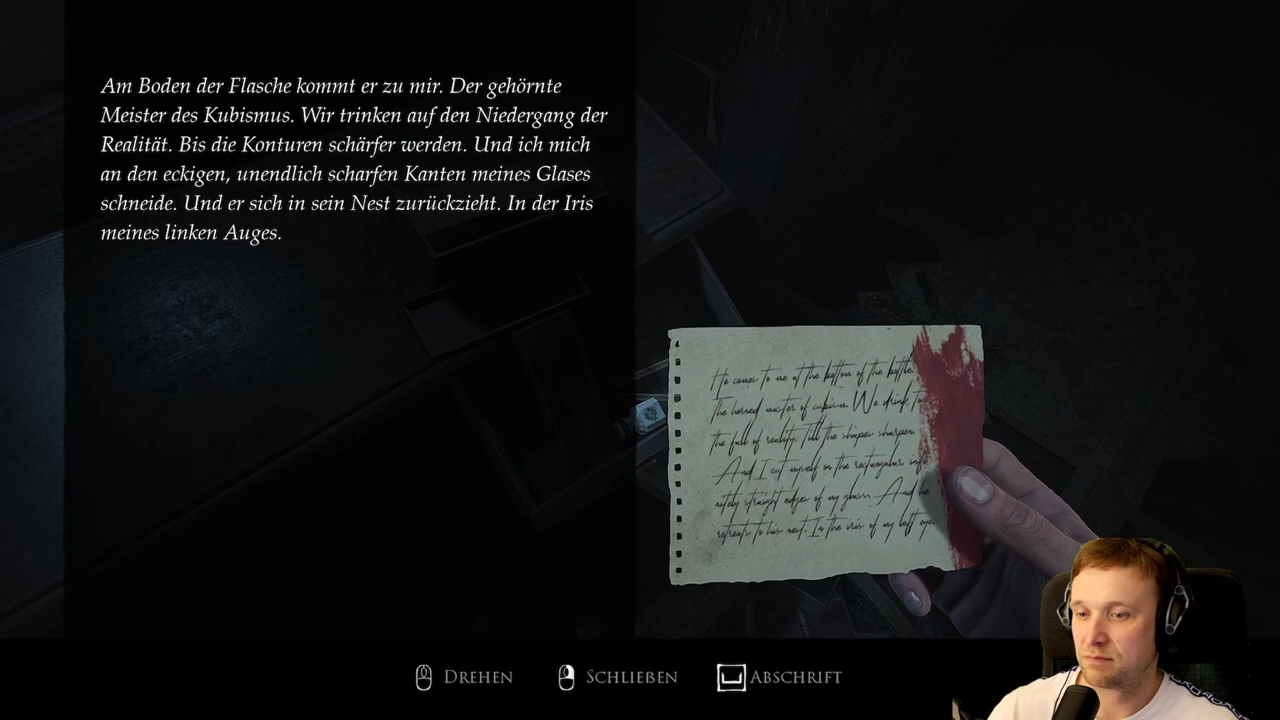 Am Boden der Flasche kommt er zu mir. Der gehörnte
Meister des Kubismus. Wir trinken auf den Niedergang der
Realität. Bis die Konturen schärfer werden. Und ich mich
an den eckigen, unendlich scharfen Kanten meines Glases
schneide. Und er sich in sein Nest zurückzieht. In der Iris
meines linken Auges.
He comes to me at the bottom of the bottle.
The horned master of cubism. We drink to
the fall of reality. Till the shapes sharpen.
And I cut myself on the rectangular infi-
nitely straight edges of my glass. And he
retreats to his nest. In the iris of my left eye.
DREHEN
SCHLIEẞEN
ABSCHRIFT